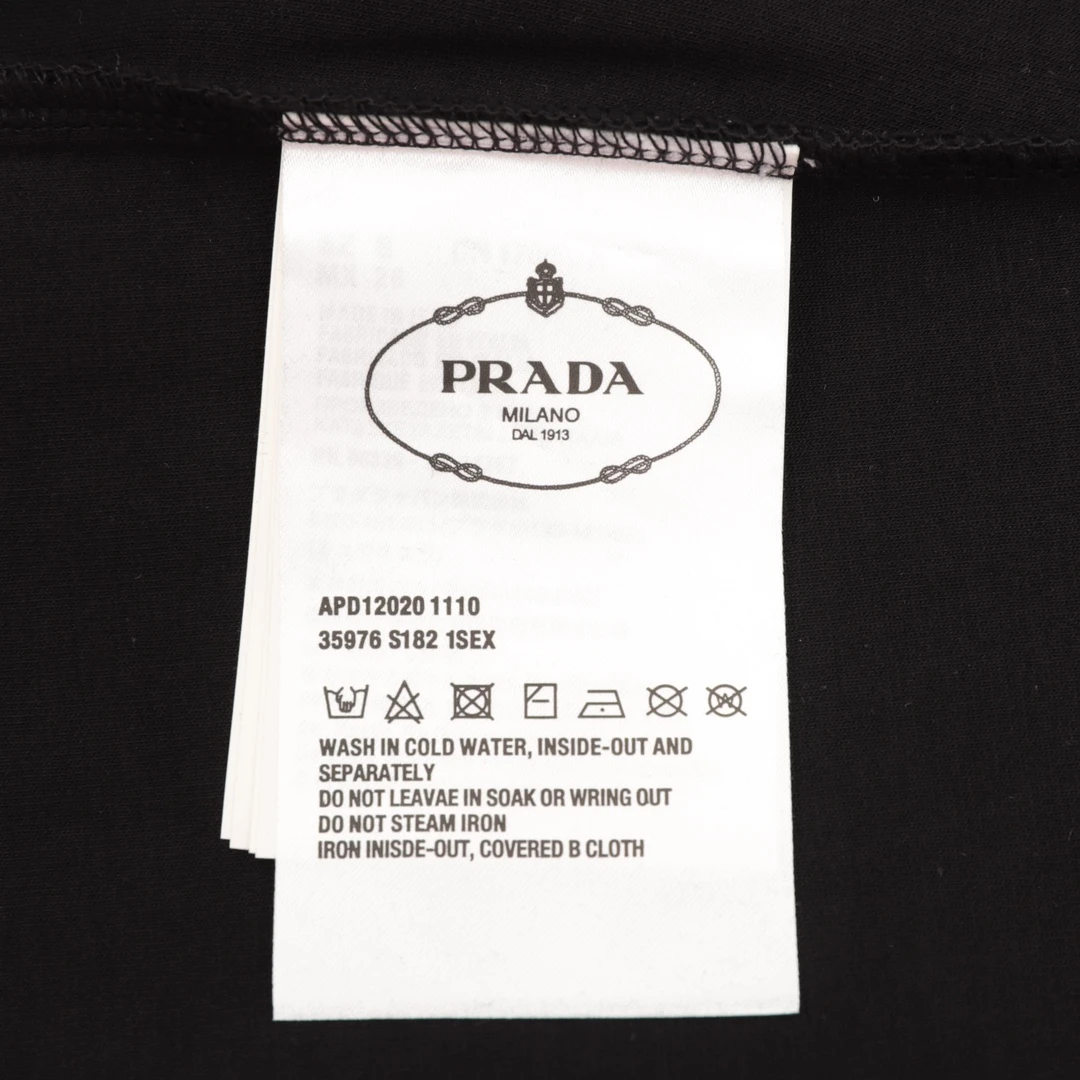 PRADA
MILANO
DAL 1913
APD12020 1110
35976 S182 1SEX
WASH IN COLD WATER, INSIDE-OUT AND
SEPARATELY
DO NOT LEAVAE IN SOAK OR WRING OUT
DO NOT STEAM IRON
IRON INISDE-OUT, COVERED B CLOTH